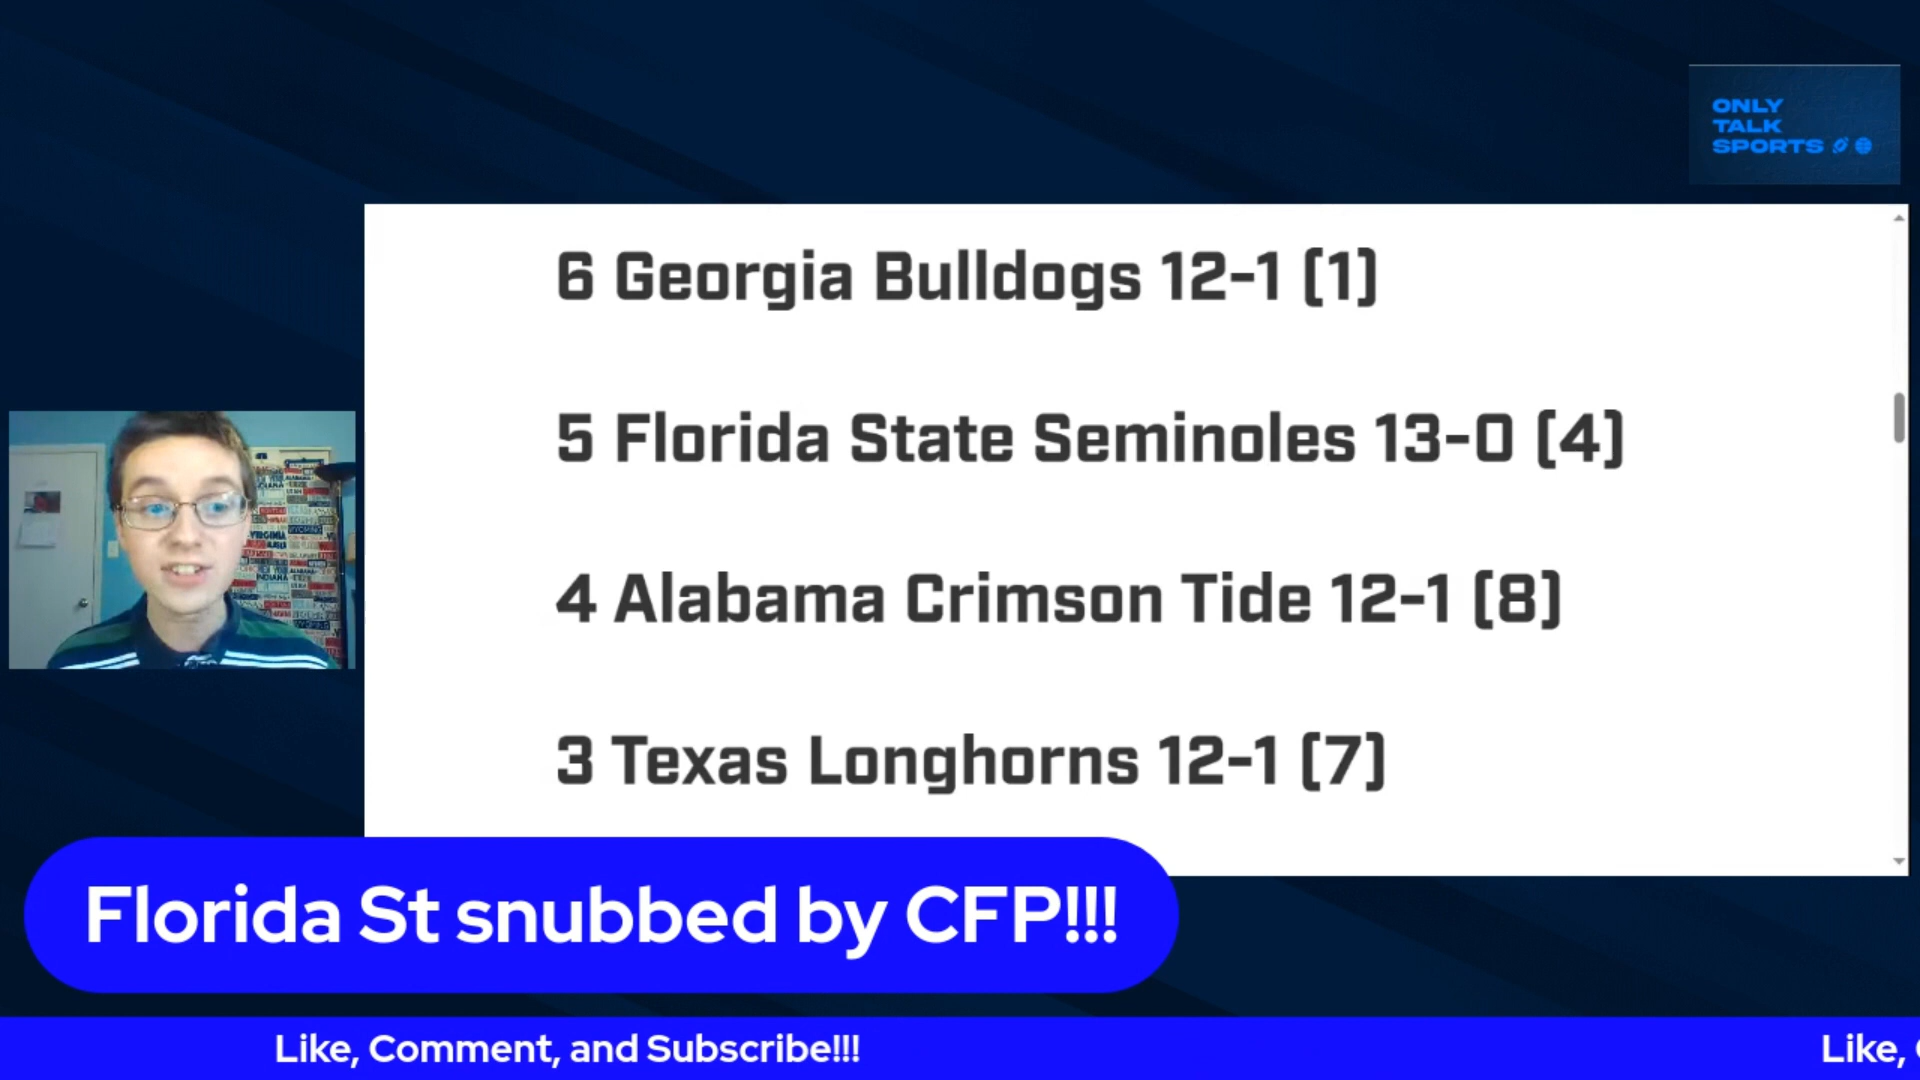 ONLY
TALK
SPORTS
6 Georgia Bulldogs 12-1 (1)
5 Florida State Seminoles 13-0 (4)
4 Alabama Crimson Tide 12-1 (8)
3 Texas Longhorns 12-1 (7)
VIRGINIA
INDIANA
Florida St snubbed by CFP!!!
Like, Comment, and Subscribe!!!
Like,